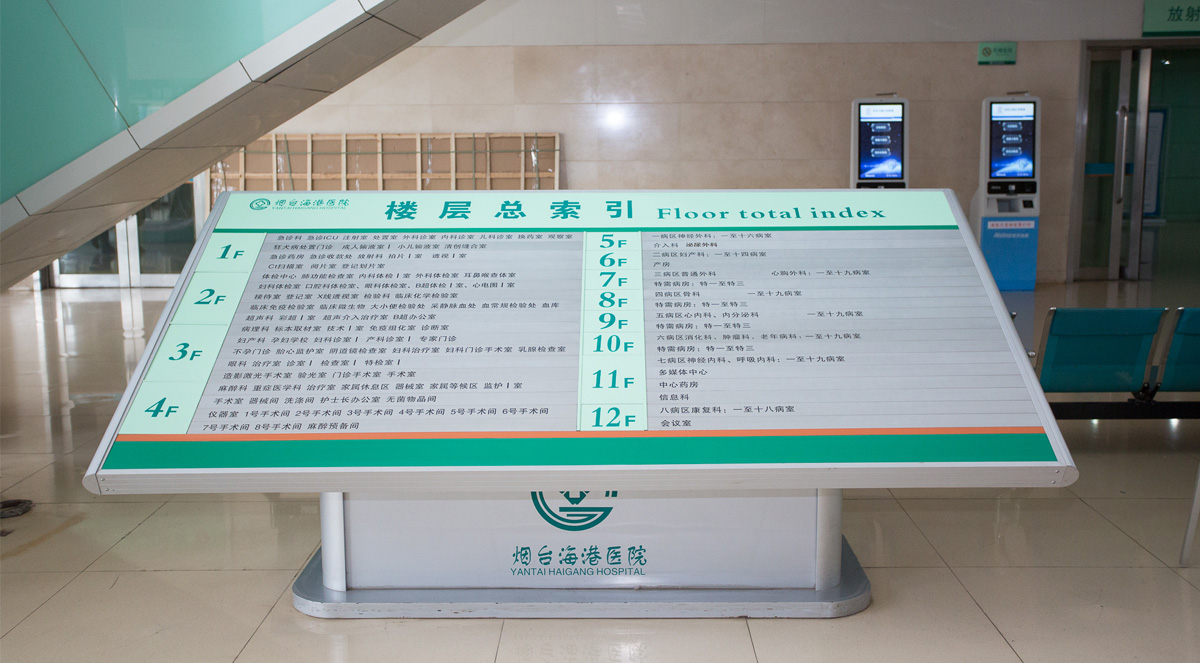 放射
烟台海港医院
YANTAI HAIGANG HOSPITAL
楼层总索引 Floor total index
1F
急诊科 急诊ICU 注射室 处置室 外科诊室 内科诊室 儿科诊室 换药室 观察室
狂犬病处置门诊 成人输液室Ⅰ 小儿输液室 清创缝合室
急诊药房 急诊收款处 放射科 拍片Ⅰ室 透视Ⅰ室
CT扫描室 阅片室 登记划片室
2F
体检中心 肺功能检查室 内科体检Ⅰ室 外科体检室 耳鼻喉查体室
妇科体检室 口腔科体检室、眼科体检室、B超体检Ⅰ室、心电图Ⅰ室
接待室 登记室 X线透视室 检验科 临床化学检验室
临床免疫检验室 临床微生物 大小便检验处 采静脉血处 血常规检验处 血库
超声科 彩超Ⅰ室 超声介入治疗室 B超办公室
病理科 标本取材室 技术Ⅰ室 免疫组化室 诊断室
3F
妇产科 孕妇学校 妇科诊室Ⅰ 产科诊室Ⅰ 专家门诊
不孕门诊 胎心监护室 阴道镜检查室 妇科治疗室 妇科门诊手术室 乳腺检查室
眼科 治疗室 诊室Ⅰ 检查室Ⅰ 特检室Ⅰ
造影激光手术室 验光室 门诊手术室 手术室
4F
麻醉科 重症医学科 治疗室 家属休息区 器械室 家属等候区 监护Ⅰ室
手术室 器械间 洗涤间 护士长办公室 无菌物品间
仪器室 1号手术间 2号手术间 3号手术间 4号手术间 5号手术间 6号手术间
7号手术间 8号手术间 麻醉预备间
5F
一病区神经外科：一至十六病室
介入科 泌尿外科
6F
二病区妇产科：一至十四病室
产房
7F
三病区普通外科 心胸外科：一至十九病室
特需病房：特一至特三
8F
四病区骨科 一至十九病室
特需病房：特一至特三
9F
五病区心内科、内分泌科 一至十九病室
特需病房：特一至特三
10F
六病区消化科、肿瘤科、老年病科：一至十九病室
特需病房：特一至特三
11F
七病区神经内科、呼吸内科：一至十九病室
多媒体中心
中心药房
信息科
12F
八病区康复科：一至十八病室
会议室
烟台海港医院
YANTAI HAIGANG HOSPITAL